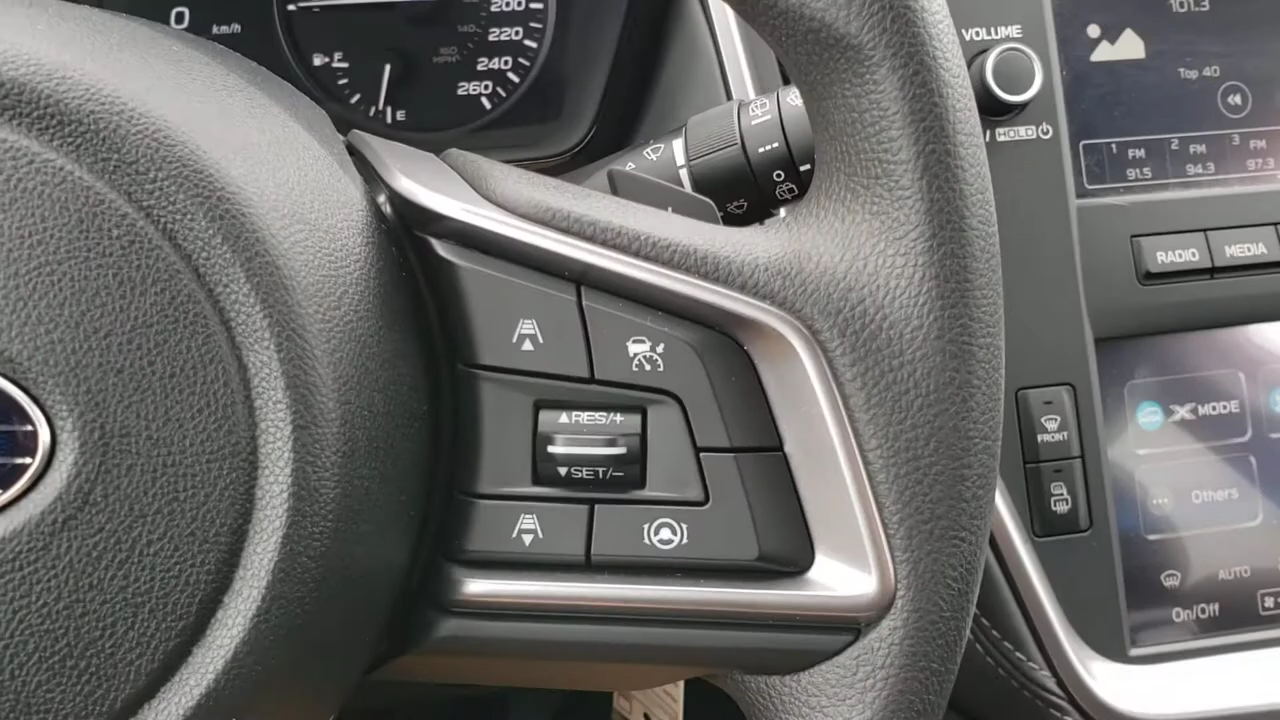 0 km/h
200
140
220
160
MPH
240
260
F
E
VOLUME
/ HOLD
101.3
Top 40
1 FM 91.5
2 FM 94.3
3 FM 97.3
RADIO
MEDIA
RES/+
SET/–
FRONT
X MODE
Others
AUTO
On/Off